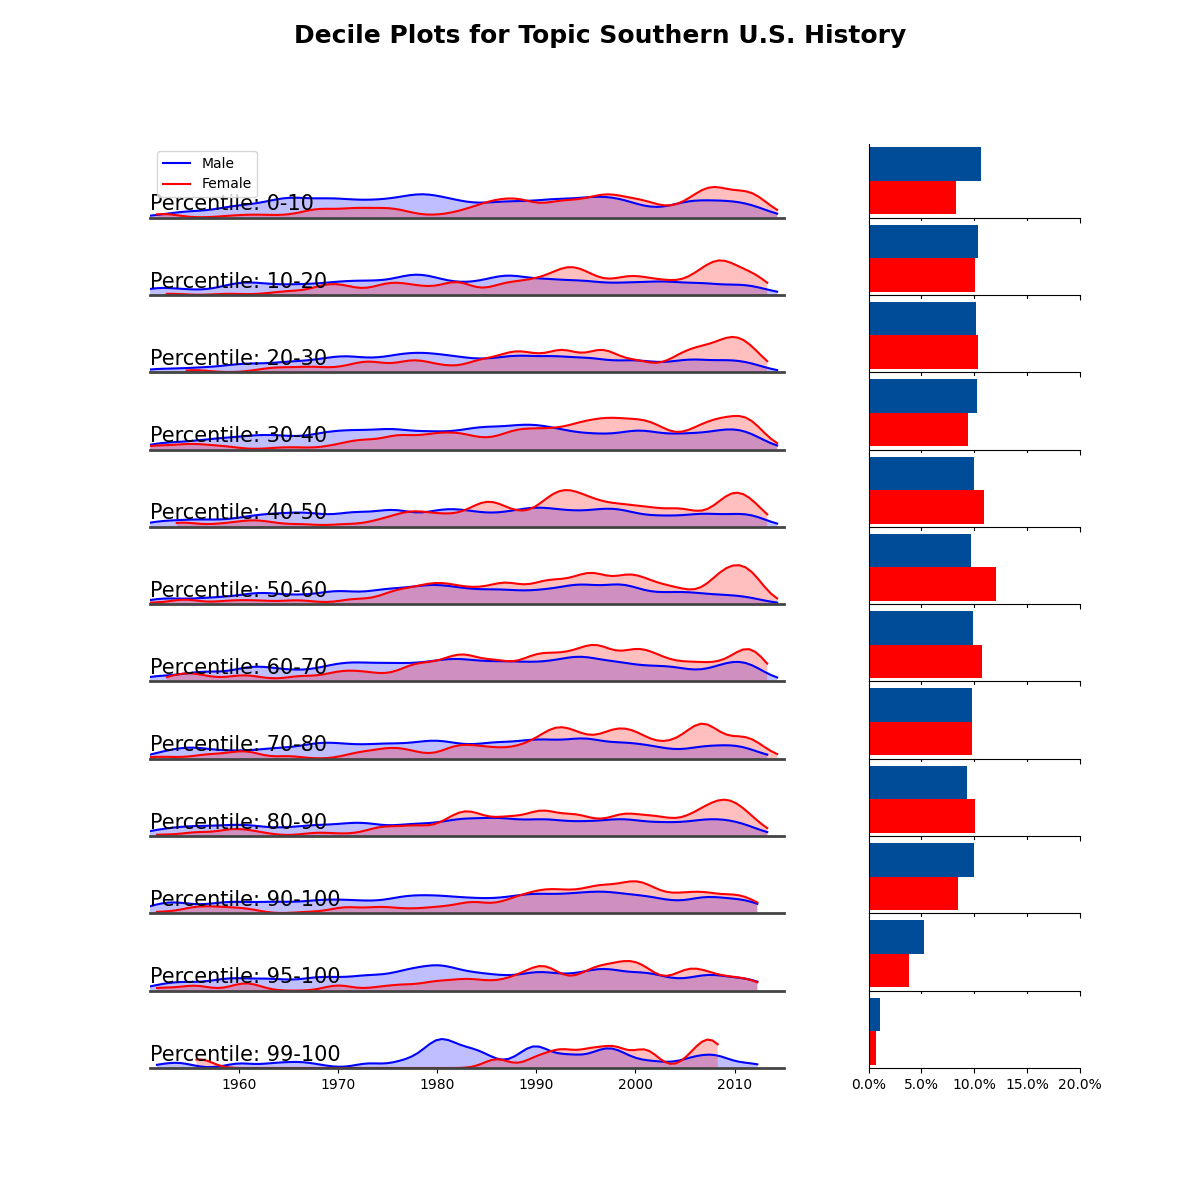 Decile Plots for Topic Southern U.S. History
Male
Female
Percentile: 0-10
Percentile: 10-20
Percentile: 20-30
Percentile: 30-40
Percentile: 40-50
Percentile: 50-60
Percentile: 60-70
Percentile: 70-80
Percentile: 80-90
Percentile: 90-100
Percentile: 95-100
Percentile: 99-100
1960 1970 1980 1990 2000 2010
0.0% 5.0% 10.0% 15.0% 20.0%